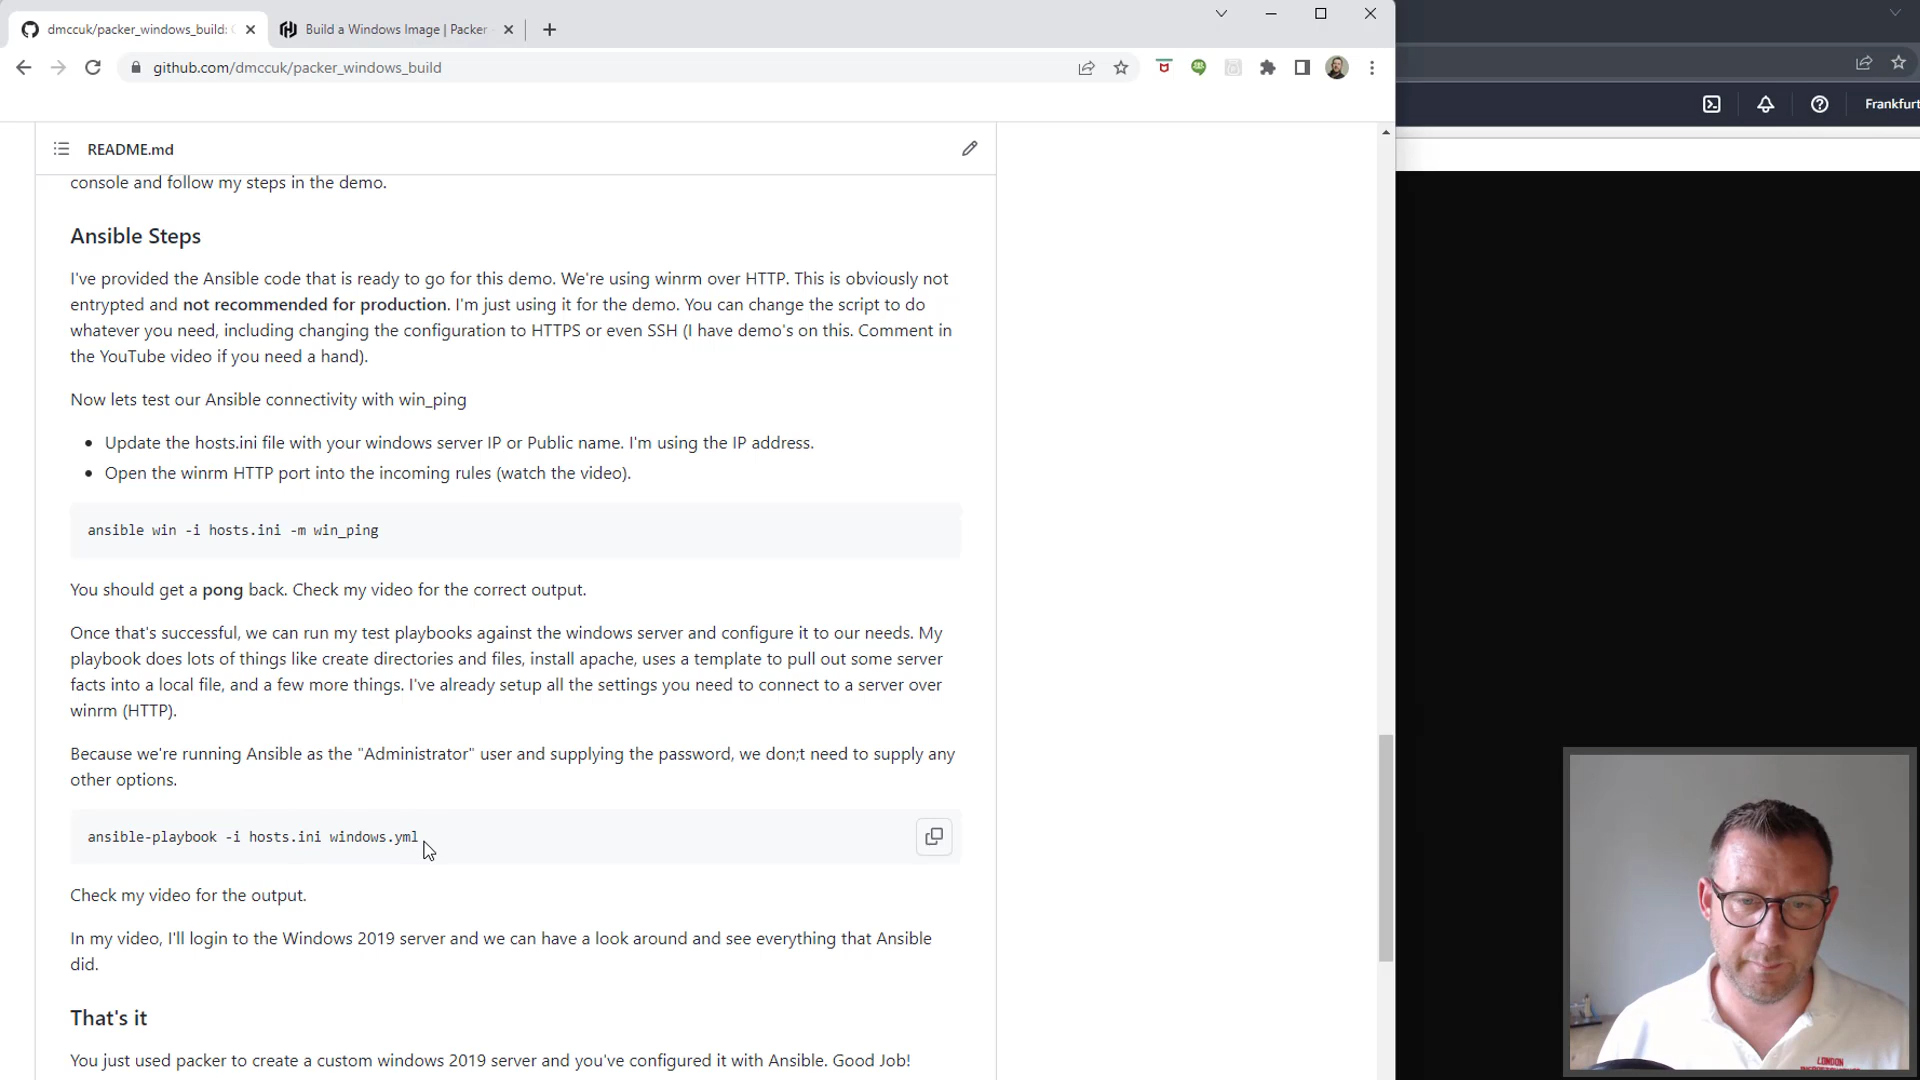 dmccuk/packer_windows_build:
Build a Windows Image | Packer
github.com/dmccuk/packer_windows_build
Frankfurt
README.md
console and follow my steps in the demo.
Ansible Steps
I've provided the Ansible code that is ready to go for this demo. We're using winrm over HTTP. This is obviously not
entrypted and not recommended for production. I'm just using it for the demo. You can change the script to do
whatever you need, including changing the configuration to HTTPS or even SSH (I have demo's on this. Comment in
the YouTube video if you need a hand).
Now lets test our Ansible connectivity with win_ping
• Update the hosts.ini file with your windows server IP or Public name. I'm using the IP address.
• Open the winrm HTTP port into the incoming rules (watch the video).
ansible win -i hosts.ini -m win_ping
You should get a pong back. Check my video for the correct output.
Once that's successful, we can run my test playbooks against the windows server and configure it to our needs. My
playbook does lots of things like create directories and files, install apache, uses a template to pull out some server
facts into a local file, and a few more things. I've already setup all the settings you need to connect to a server over
winrm (HTTP).
Because we're running Ansible as the "Administrator" user and supplying the password, we don;t need to supply any
other options.
ansible-playbook -i hosts.ini windows.yml
Check my video for the output.
In my video, I'll login to the Windows 2019 server and we can have a look around and see everything that Ansible
did.
That's it
You just used packer to create a custom windows 2019 server and you've configured it with Ansible. Good Job!
LONDON